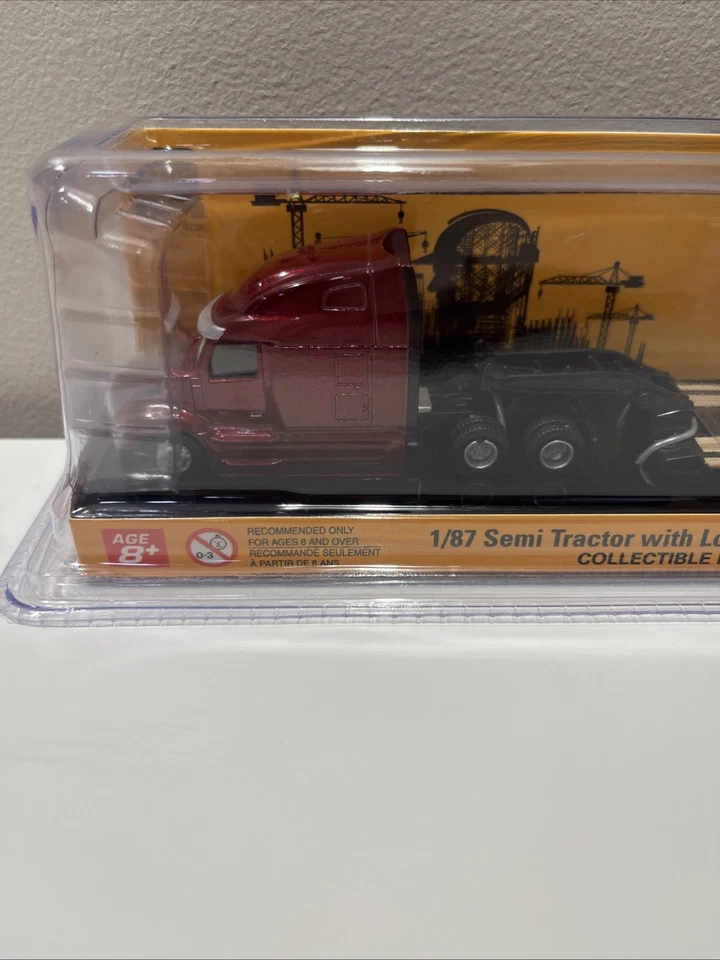 AGE
8+
0-3
RECOMMENDED ONLY
FOR AGES 8 AND OVER
RECOMMANDÉ SEULEMENT
À PARTIR DE 8 ANS
1/87 Semi Tractor with Lo
COLLECTIBLE